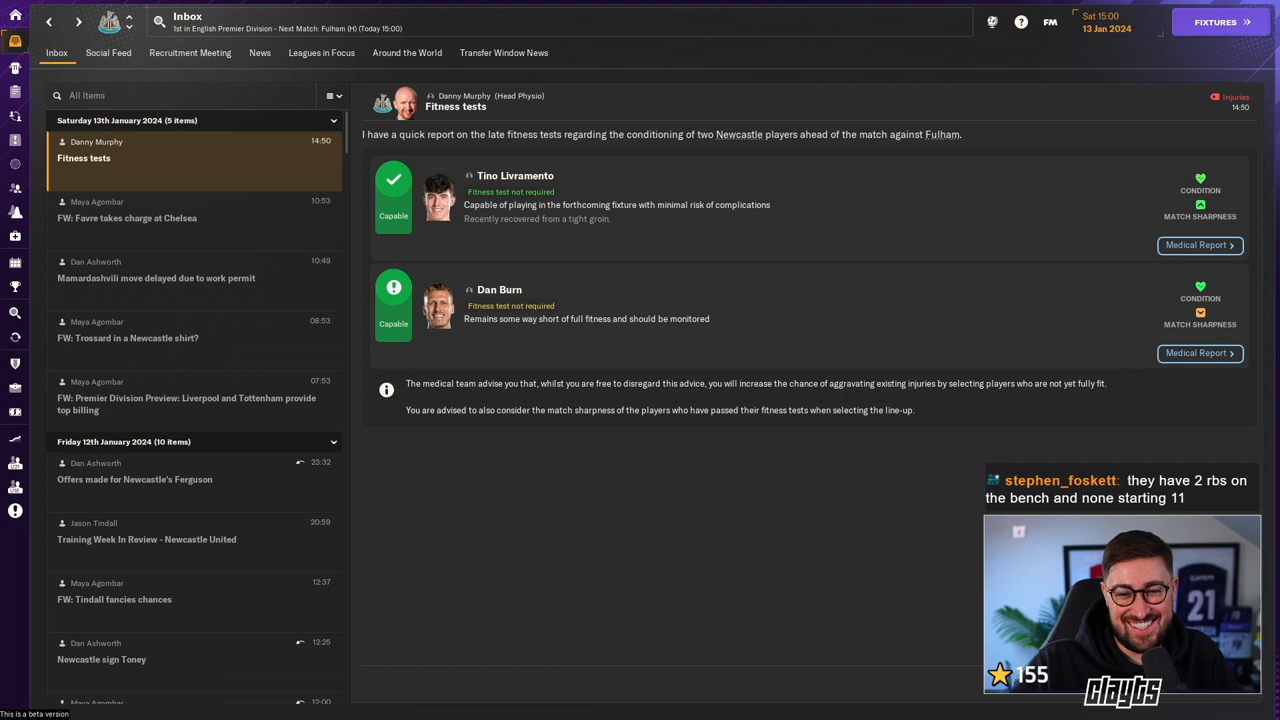 Inbox
1st in English Premier Division - Next Match: Fulham (H) (Today 15:00)
FM
Sat 15:00
13 Jan 2024
FIXTURES
Inbox
Social Feed
Recruitment Meeting
News
Leagues in Focus
Around the World
Transfer Window News
All Items
Saturday 13th January 2024 (5 items)
Danny Murphy
14:50
Fitness tests
Maya Agombar
10:53
FW: Favre takes charge at Chelsea
Dan Ashworth
10:49
Mamardashvili move delayed due to work permit
Maya Agombar
08:53
FW: Trossard in a Newcastle shirt?
Maya Agombar
07:53
FW: Premier Division Preview: Liverpool and Tottenham provide
top billing
Friday 12th January 2024 (10 items)
Dan Ashworth
23:32
Offers made for Newcastle's Ferguson
Jason Tindall
20:59
Training Week In Review - Newcastle United
Maya Agombar
12:37
FW: Tindall fancies chances
Dan Ashworth
12:25
Newcastle sign Toney
Maya Agombar
12:00
This is a beta version
Danny Murphy (Head Physio)
Fitness tests
Injuries
14:50
I have a quick report on the late fitness tests regarding the conditioning of two Newcastle players ahead of the match against Fulham.
Capable
Tino Livramento
Fitness test not required
Capable of playing in the forthcoming fixture with minimal risk of complications
Recently recovered from a tight groin.
CONDITION
MATCH SHARPNESS
Medical Report
Capable
Dan Burn
Fitness test not required
Remains some way short of full fitness and should be monitored
CONDITION
MATCH SHARPNESS
Medical Report
The medical team advise you that, whilst you are free to disregard this advice, you will increase the chance of aggravating existing injuries by selecting players who are not yet fully fit.
You are advised to also consider the match sharpness of the players who have passed their fitness tests when selecting the line-up.
stephen_foskett: they have 2 rbs on
the bench and none starting 11
21
155
clayts